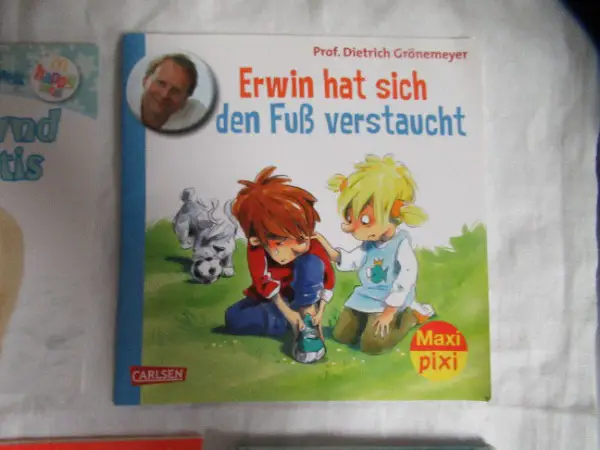 Prof. Dietrich Grönemeyer
Erwin hat sich
den Fuß verstaucht
Maxi
pixi
CARLSEN